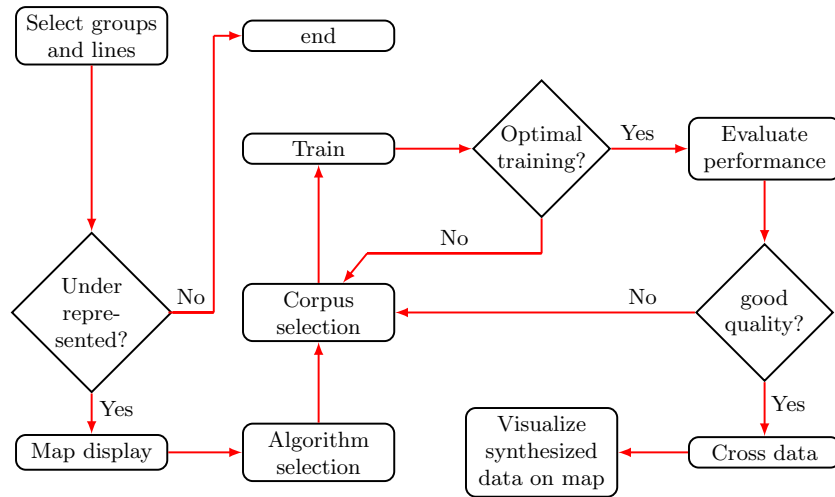 Select groups
and lines
end
Train
Optimal
training?
Yes
Evaluate
performance
No
Under
repre-
sented?
No
Corpus
selection
No
good
quality?
Yes
Yes
Map display
Algorithm
selection
Visualize
synthesized
data on map
Cross data